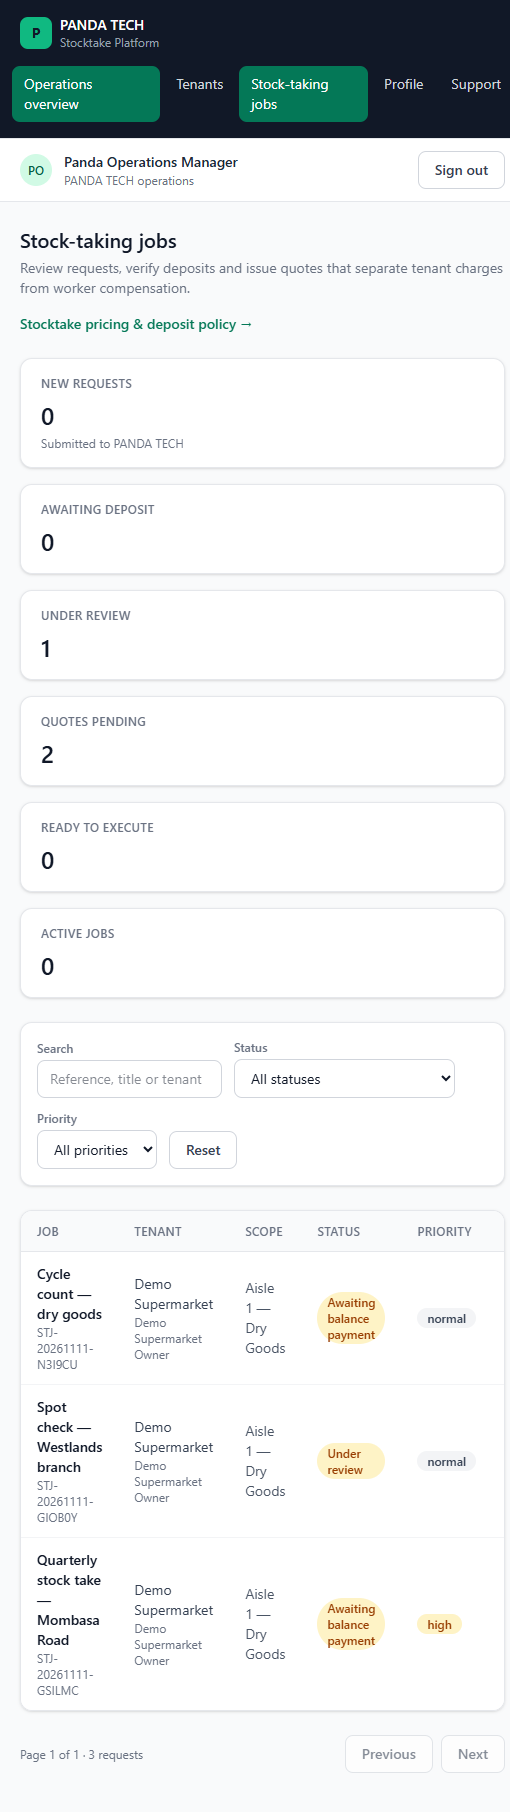 P
PANDA TECH
Stocktake Platform
Operations
overview
Tenants
Stock-taking
jobs
Profile
Support
PO
Panda Operations Manager
PANDA TECH operations
Sign out
Stock-taking jobs
Review requests, verify deposits and issue quotes that separate tenant charges
from worker compensation.
Stocktake pricing & deposit policy →
NEW REQUESTS
0
Submitted to PANDA TECH
AWAITING DEPOSIT
0
UNDER REVIEW
1
QUOTES PENDING
2
READY TO EXECUTE
0
ACTIVE JOBS
0
Search
Reference, title or tenant
Status
All statuses
Priority
All priorities
Reset
JOB TENANT SCOPE STATUS PRIORITY
Cycle
count —
dry goods
STJ-
20261111-
N3I9CU
Demo
Supermarket
Demo
Supermarket
Owner
Aisle
1 —
Dry
Goods
Awaiting
balance
payment
normal
Spot
check —
Westlands
branch
STJ-
20261111-
GIOB0Y
Demo
Supermarket
Demo
Supermarket
Owner
Aisle
1 —
Dry
Goods
Under
review
normal
Quarterly
stock take
—
Mombasa
Road
STJ-
20261111-
GSILMC
Demo
Supermarket
Demo
Supermarket
Owner
Aisle
1 —
Dry
Goods
Awaiting
balance
payment
high
Page 1 of 1 · 3 requests
Previous
Next